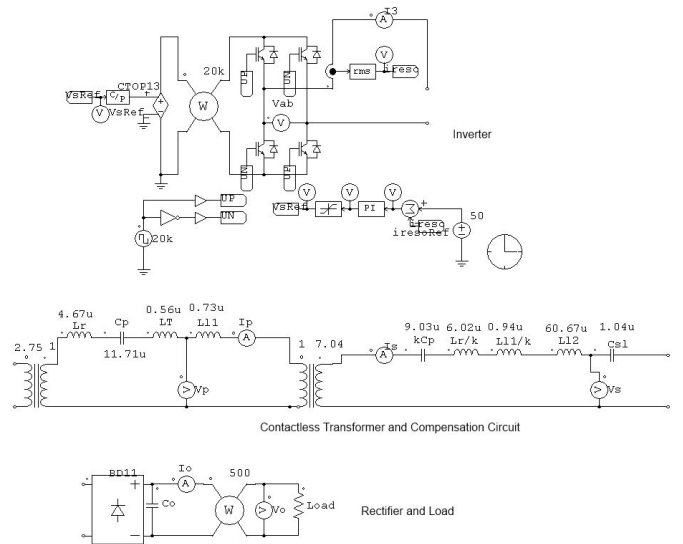 I3
20k
CTOP13
UP
UN
rms
V
ireso
A
VsRef
C/P
W
V
VsRef
Vab
V
Inverter
UN
UP
UP
UN
20k
V
V
V
VsRef
PI
ireso
iresoRef
50
4.67u
Lr
Cp
11.71u
0.56u
LT
0.73u
Ll1
Ip
A
2.75
1
V
Vp
1
7.04
Is
A
9.03u
kCp
6.02u
Lr/k
0.94u
Ll1/k
60.67u
Ll2
1.04u
Csl
V
Vs
Contactless Transformer and Compensation Circuit
BD11
Io
A
500
Co
W
V
Vo
Load
Rectifier and Load